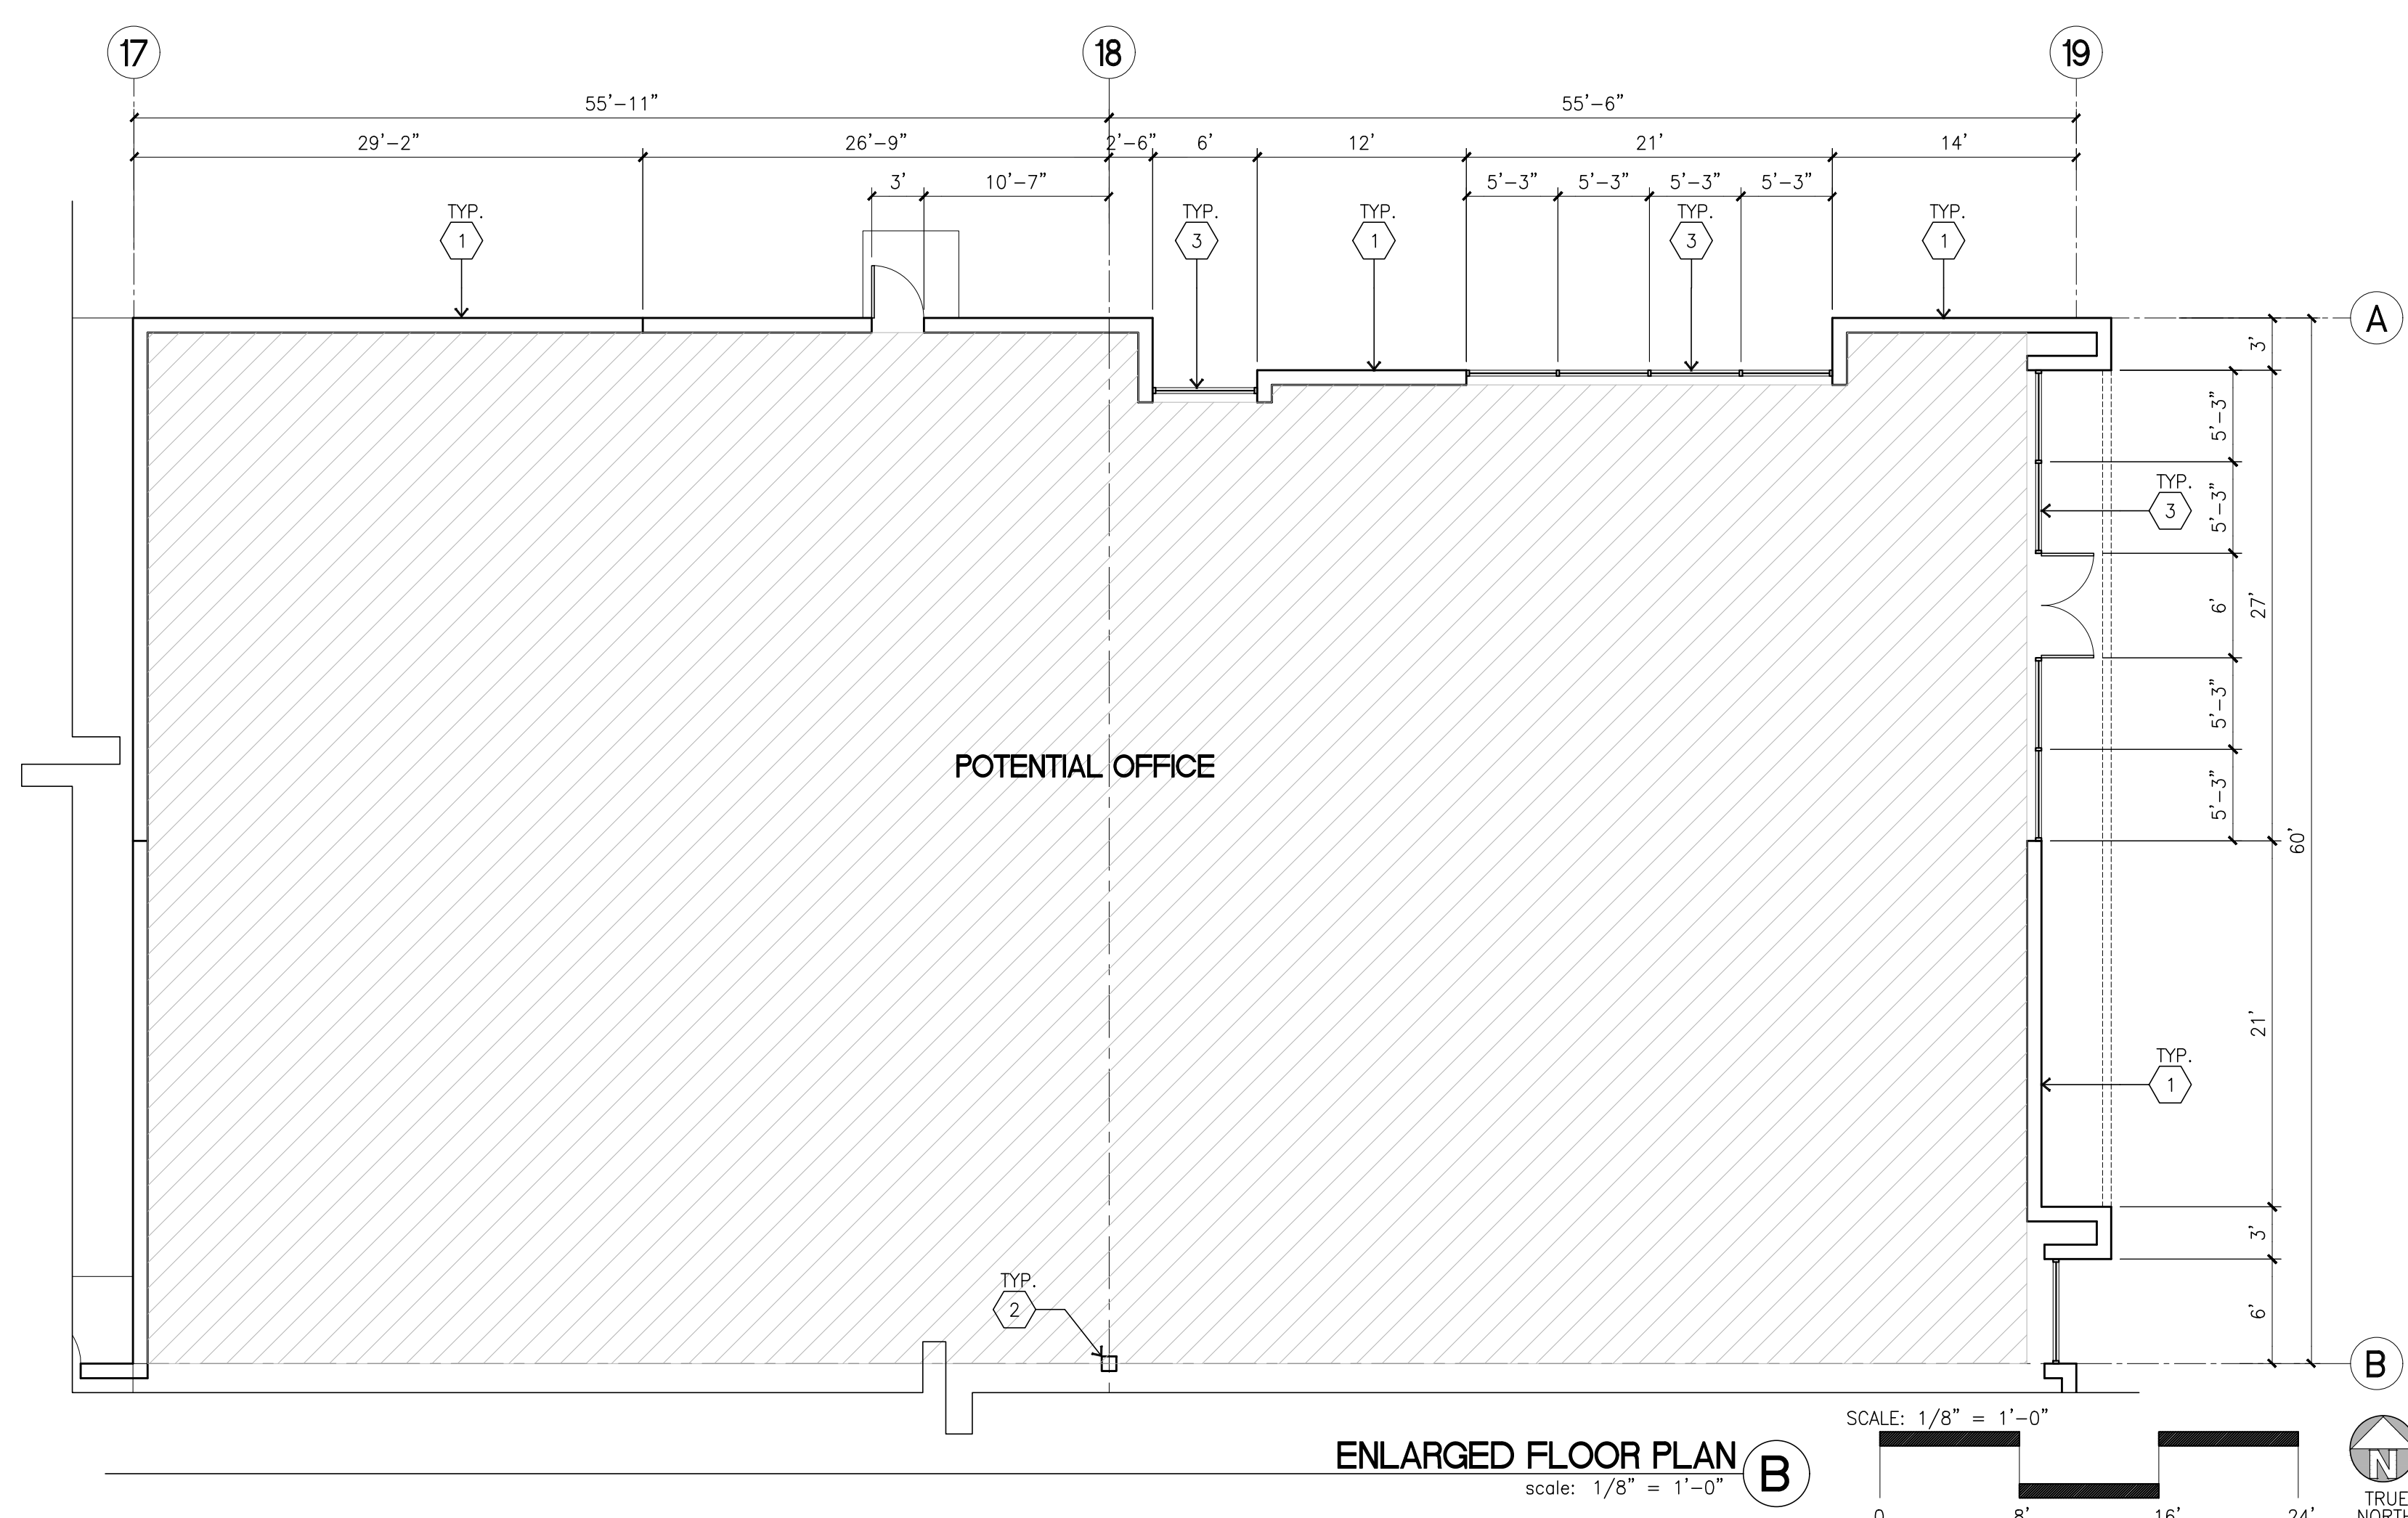 17 18 19
55'-11" 55'-6"
29'-2" 26'-9" 2'-6" 6' 12' 21' 14'
3' 10'-7" 5'-3" 5'-3" 5'-3" 5'-3"
TYP. TYP. TYP. TYP. TYP.
1 3 1 3 1
A
3'
5'-3"
TYP.
3
5'-3"
6'
27'
5'-3"
POTENTIAL OFFICE
5'-3"
60'
21'
TYP.
1
3'
TYP.
2
6'
B
SCALE: 1/8" = 1'-0"
ENLARGED FLOOR PLAN
B
scale: 1/8" = 1'-0"
N
TRUE
NORTH
0 8' 16' 24'